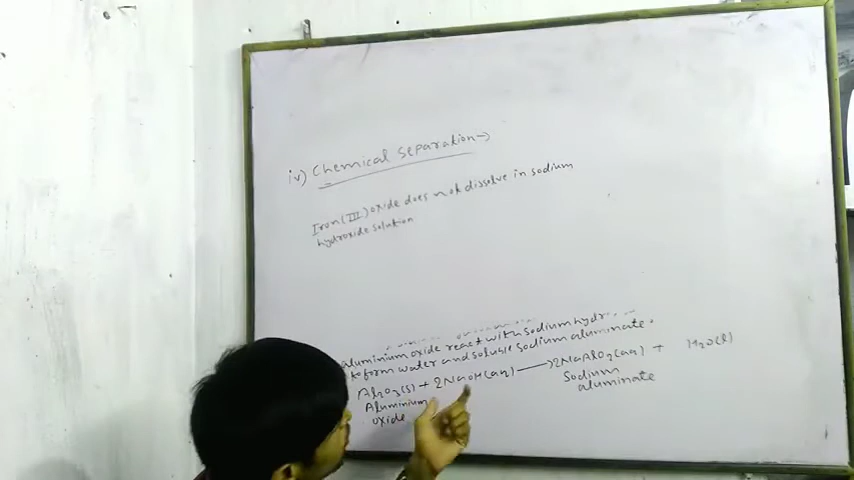 iv) Chemical separation→
Iron(III) oxide does not dissolve in sodium
hydroxide solution
aluminium oxide react with sodium hydr
to form water and soluble sodium aluminate.
Al2O3(s) + 2NaOH(aq) ⟶ 2NaAlO2(aq) + H2O(l)
Aluminium oxide
Sodium aluminate